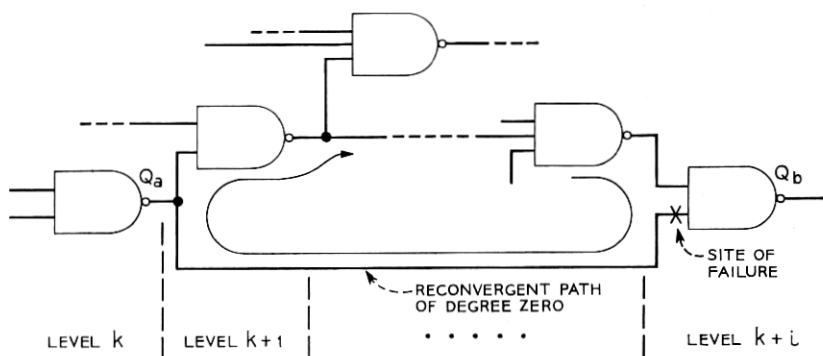 Qa
Qb
SITE OF
FAILURE
RECONVERGENT PATH
OF DEGREE ZERO
LEVEL k
LEVEL k+1
LEVEL k+i